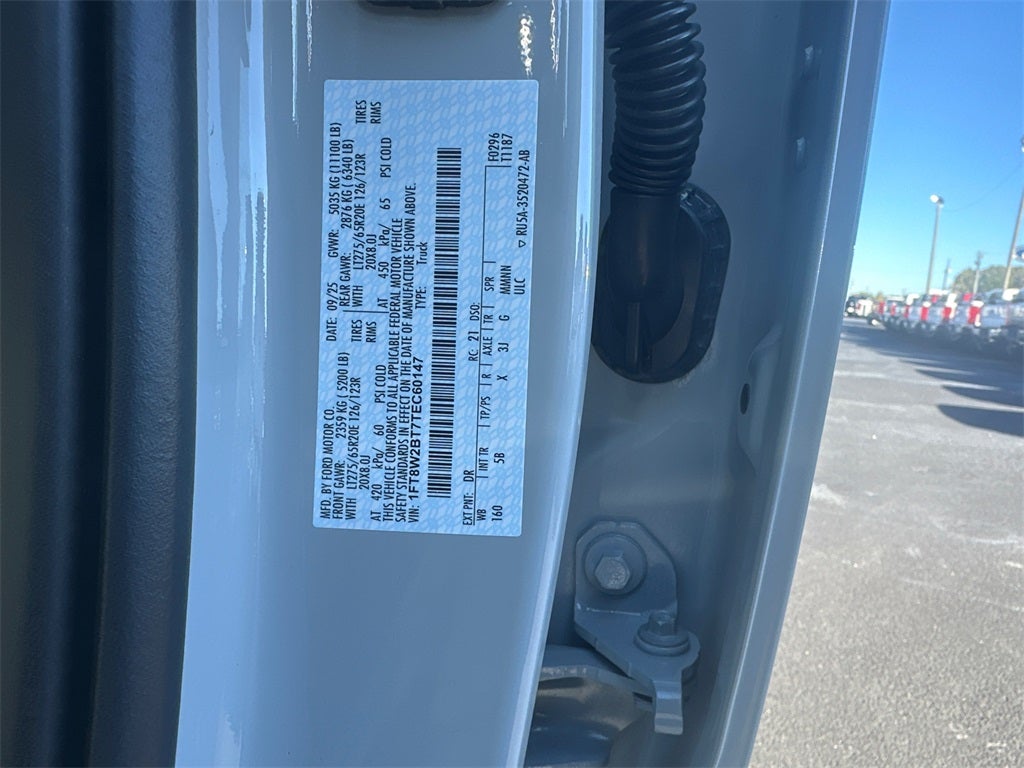 MFD. BY FORD MOTOR CO.
DATE: 09/25 GVWR: 5035 KG (11100 LB)
FRONT GAWR: 2359 KG ( 5200 LB) REAR GAWR: 2876 KG ( 6340 LB)
WITH LT275/65R20E 126/123R TIRES WITH LT275/65R20E 126/123R TIRES
20X8.0J RIMS 20X8.0J RIMS
AT 420 kPa/ 60 PSI COLD AT 450 kPa/ 65 PSI COLD
THIS VEHICLE CONFORMS TO ALL APPLICABLE FEDERAL MOTOR VEHICLE
SAFETY STANDARDS IN EFFECT ON THE DATE OF MANUFACTURE SHOWN ABOVE.
VIN: 1FT8W2BT7TEC60147 TYPE: Truck
EXT PNT: DR RC: 21 DSO: F0296
WB INT TR TP/PS R AXLE TR SPR TT1187
160 5B X 3J G MMMN
ULC ▽ RU5A-3520472-AB